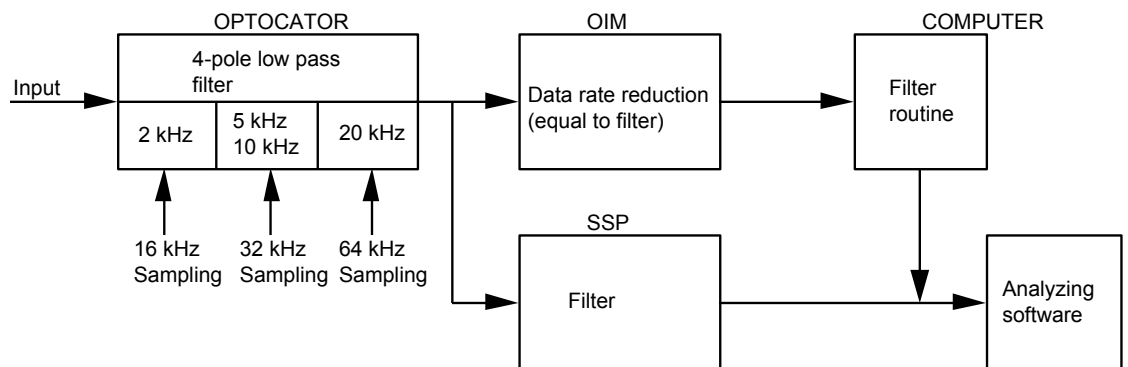 OPTOCATOR
OIM
COMPUTER
4-pole low pass
filter
Input
2 kHz
5 kHz
10 kHz
20 kHz
Data rate reduction
(equal to filter)
Filter
routine
16 kHz
Sampling
32 kHz
Sampling
64 kHz
Sampling
SSP
Filter
Analyzing
software